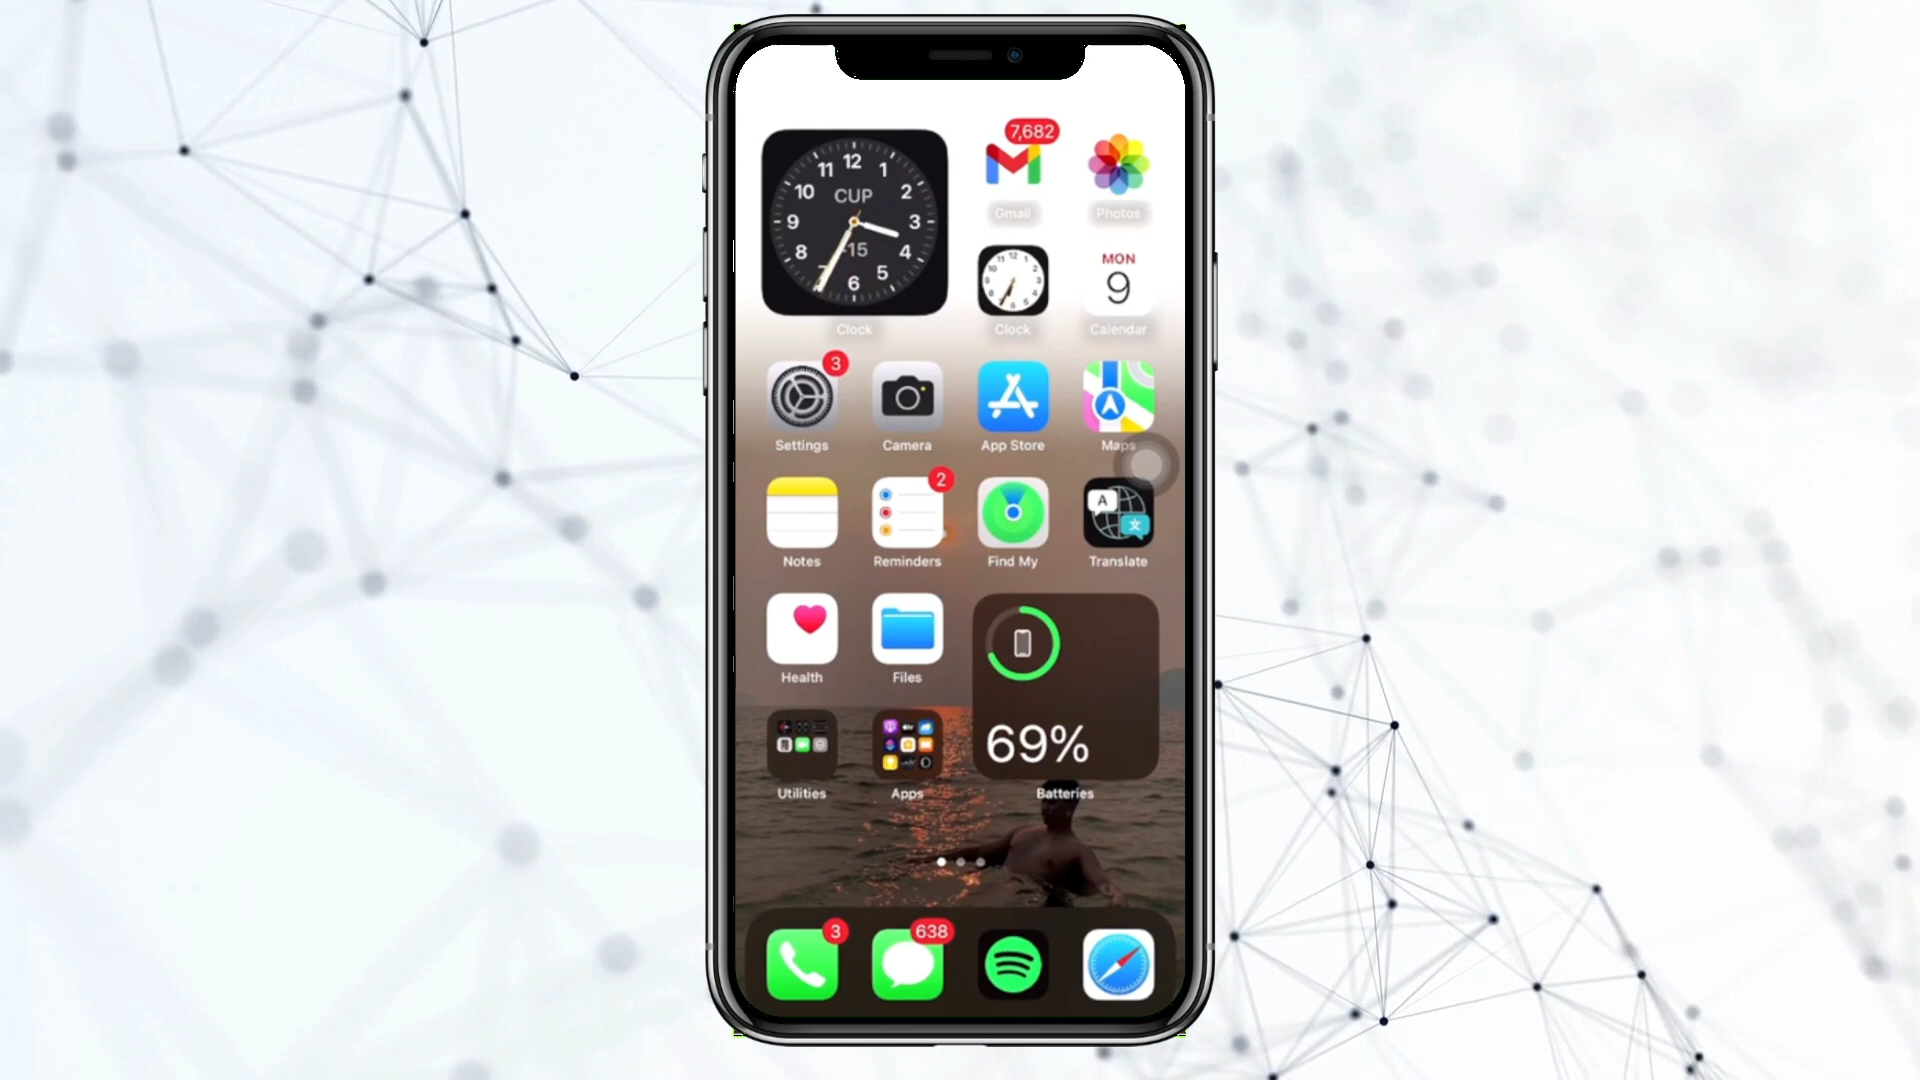 7,682
12
11
1
10
CUP
2
9
3
8
-15
4
7
5
6
Gmail
Photos
MON
9
Clock
Clock
Calendar
3
Settings
Camera
App Store
Maps
2
A
文
Notes
Reminders
Find My
Translate
Health
Files
69%
Utilities
Apps
Batteries
3
638